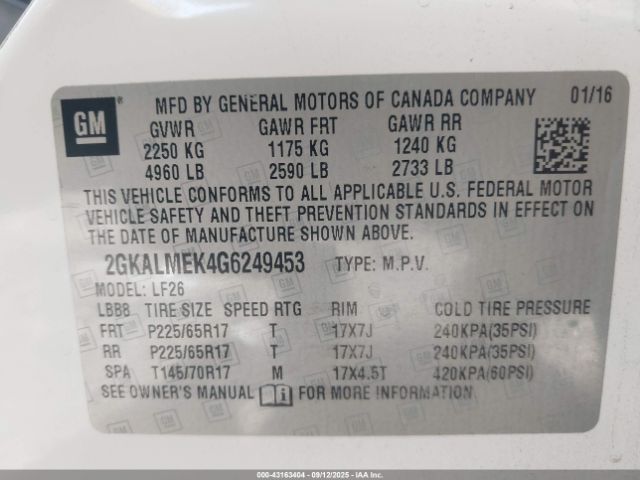 GM
MFD BY GENERAL MOTORS OF CANADA COMPANY 01/16
GVWR GAWR FRT GAWR RR
2250 KG 1175 KG 1240 KG
4960 LB 2590 LB 2733 LB
THIS VEHICLE CONFORMS TO ALL APPLICABLE U.S. FEDERAL MOTOR
VEHICLE SAFETY AND THEFT PREVENTION STANDARDS IN EFFECT ON
THE DATE OF MANUFACTURE SHOWN ABOVE.
2GKALMEK4G6249453 TYPE: M.P.V.
MODEL: LF26
LBB8 TIRE SIZE SPEED RTG RIM COLD TIRE PRESSURE
FRT P225/65R17 T 17X7J 240KPA(35PSI)
RR P225/65R17 T 17X7J 240KPA(35PSI)
SPA T145/70R17 M 17X4.5T 420KPA(60PSI)
SEE OWNER'S MANUAL i FOR MORE INFORMATION.
000-43163404 - 09/12/2025 - IAAI.COM